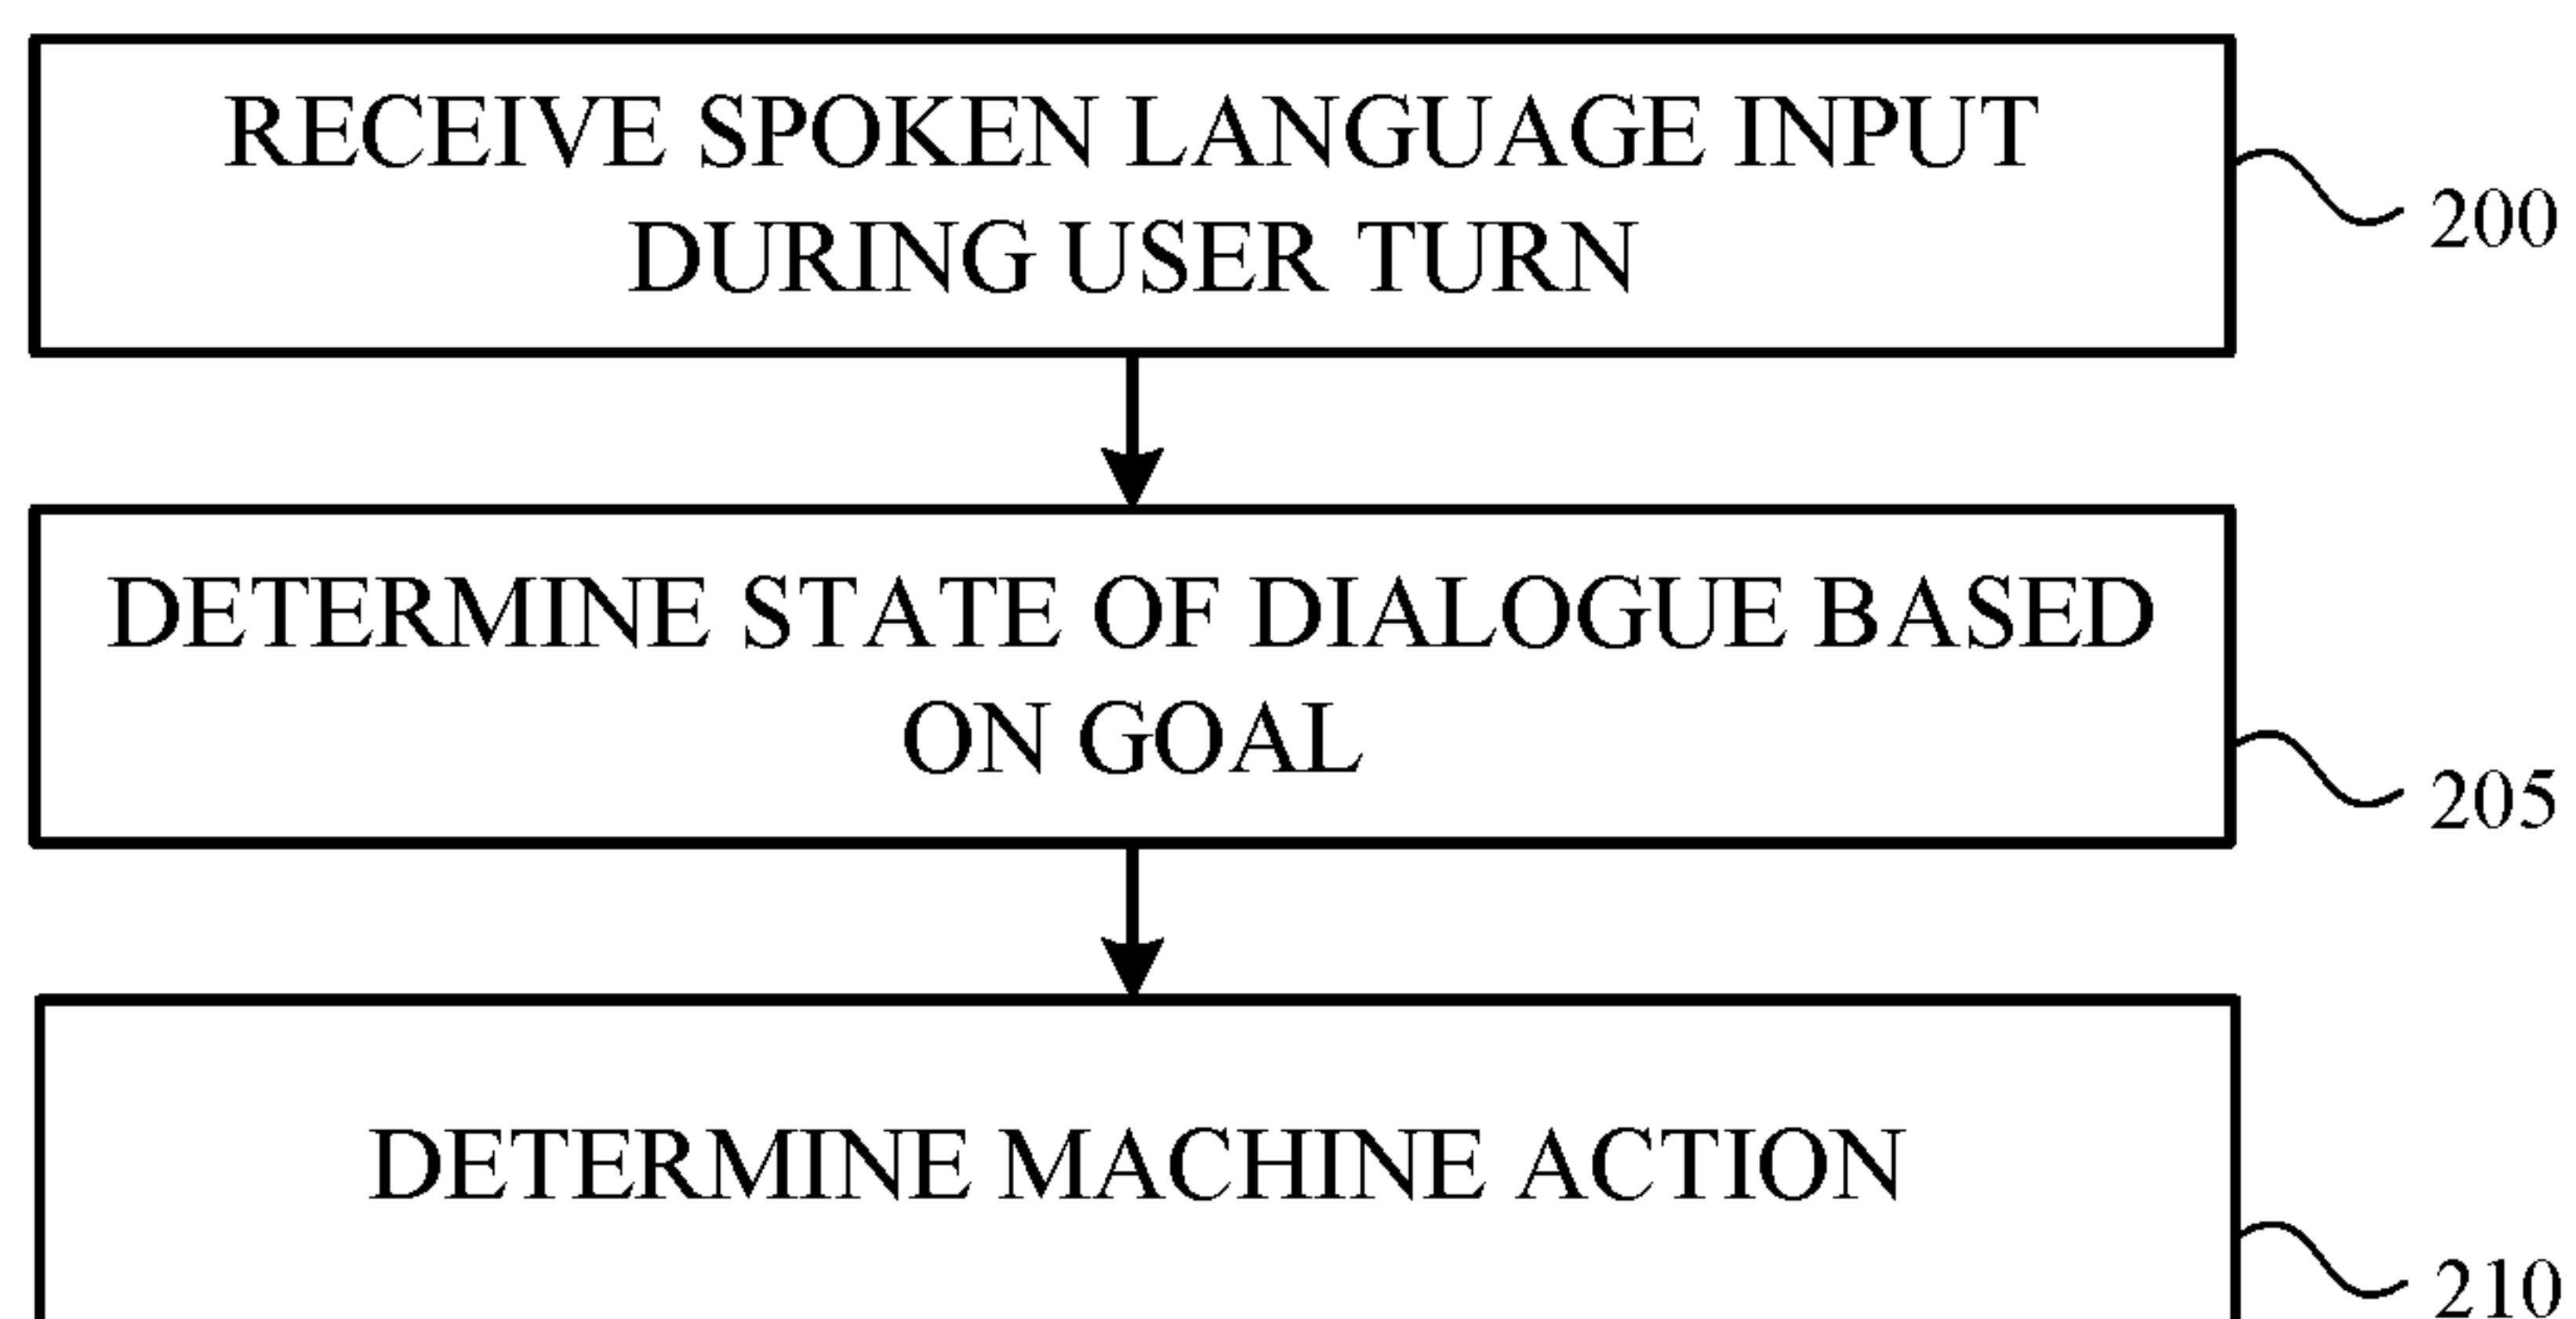 RECEIVE SPOKEN LANGUAGE INPUT
DURING USER TURN
200
DETERMINE STATE OF DIALOGUE BASED
ON GOAL
205
DETERMINE MACHINE ACTION
210